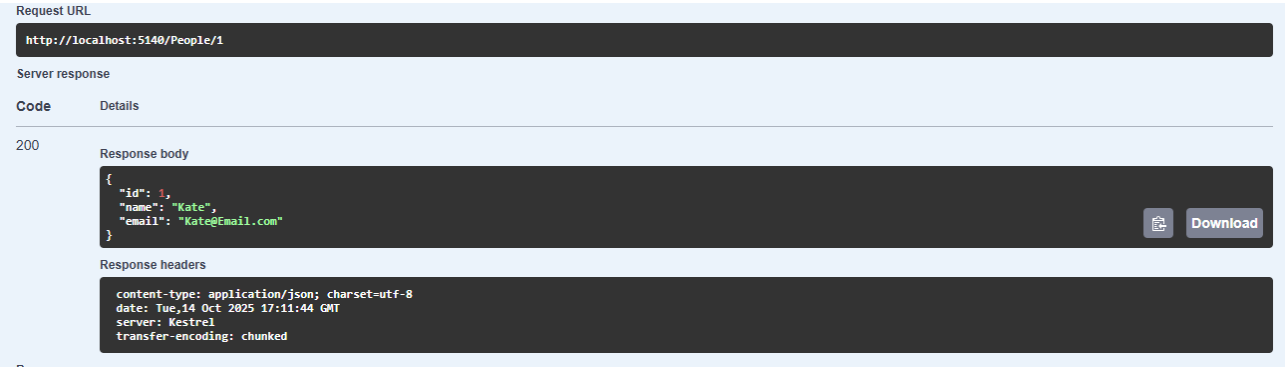 Request URL
http://localhost:5140/People/1
Server response
Code Details
200
Response body
{
"id": 1,
"name": "Kate",
"email": "Kate@Email.com"
}
Download
Response headers
content-type: application/json; charset=utf-8
date: Tue,14 Oct 2025 17:11:44 GMT
server: Kestrel
transfer-encoding: chunked